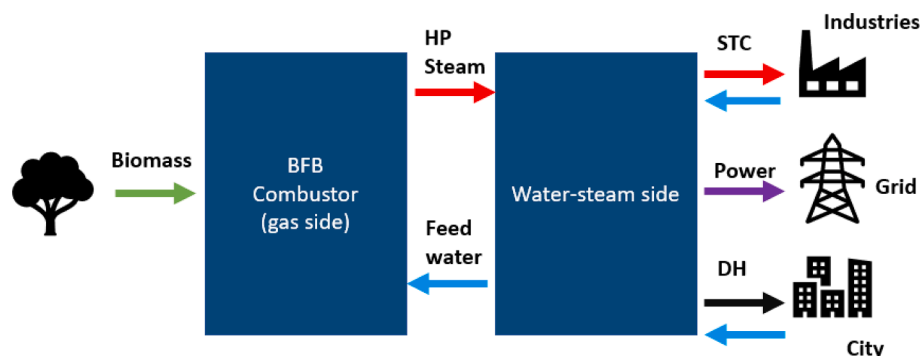 Biomass
BFB
Combustor
(gas side)
HP
Steam
Feed
water
Water-steam side
STC
Industries
Power
Grid
DH
City